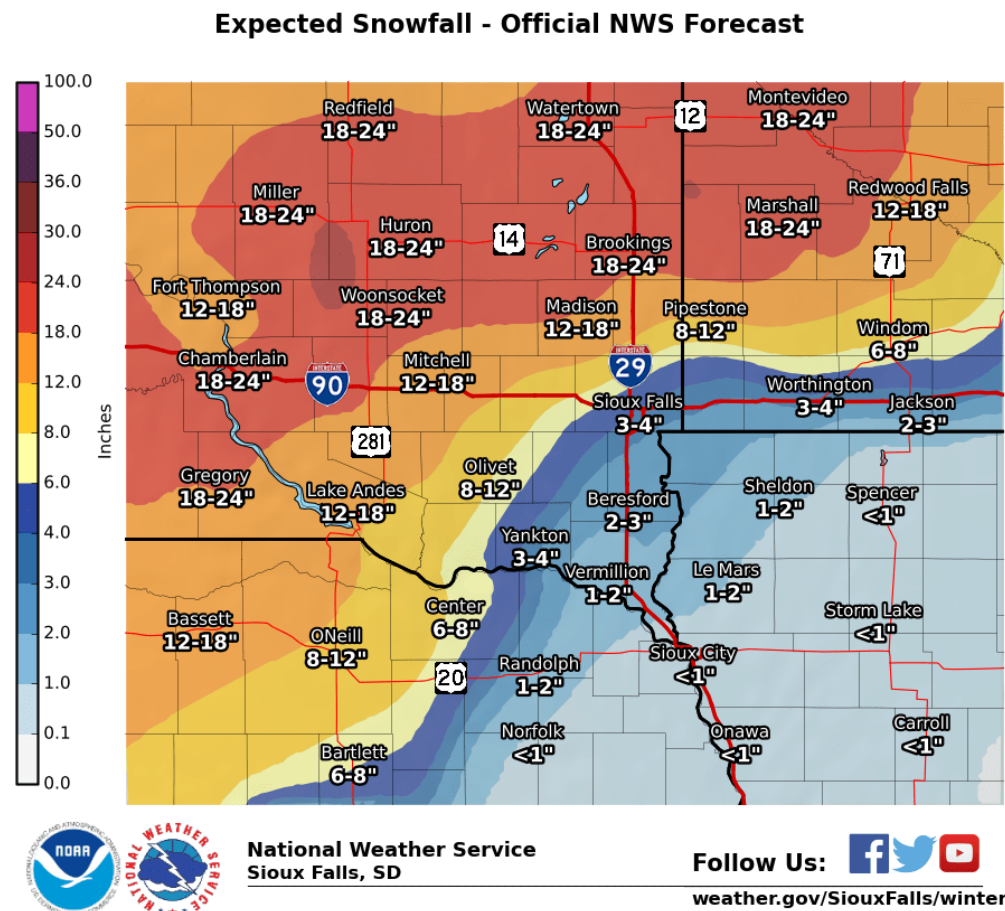 Expected Snowfall - Official NWS Forecast
100.0
50.0
36.0
30.0
24.0
18.0
12.0
8.0
6.0
4.0
3.0
2.0
1.0
0.1
0.0
Inches
Redfield
18-24"
Watertown
18-24"
12
Montevideo
18-24"
Miller
18-24"
Huron
18-24"
14
Brookings
18-24"
Marshall
18-24"
Redwood Falls
12-18"
71
Fort Thompson
12-18"
Woonsocket
18-24"
Madison
12-18"
Pipestone
8-12"
Windom
6-8"
Chamberlain
18-24"
INTERSTATE
90
Mitchell
12-18"
INTERSTATE
29
Sioux Falls
3-4"
Worthington
3-4"
Jackson
2-3"
281
Gregory
18-24"
Lake Andes
12-18"
Olivet
8-12"
Beresford
2-3"
Sheldon
1-2"
Spencer
<1"
Yankton
3-4"
Vermillion
1-2"
Le Mars
1-2"
Bassett
12-18"
ONeill
8-12"
Center
6-8"
Storm Lake
<1"
20
Randolph
1-2"
Sioux City
<1"
Bartlett
6-8"
Norfolk
<1"
Onawa
<1"
Carroll
<1"
NOAA
NATIONAL WEATHER SERVICE
National Weather Service
Sioux Falls, SD
Follow Us:
weather.gov/SiouxFalls/winter